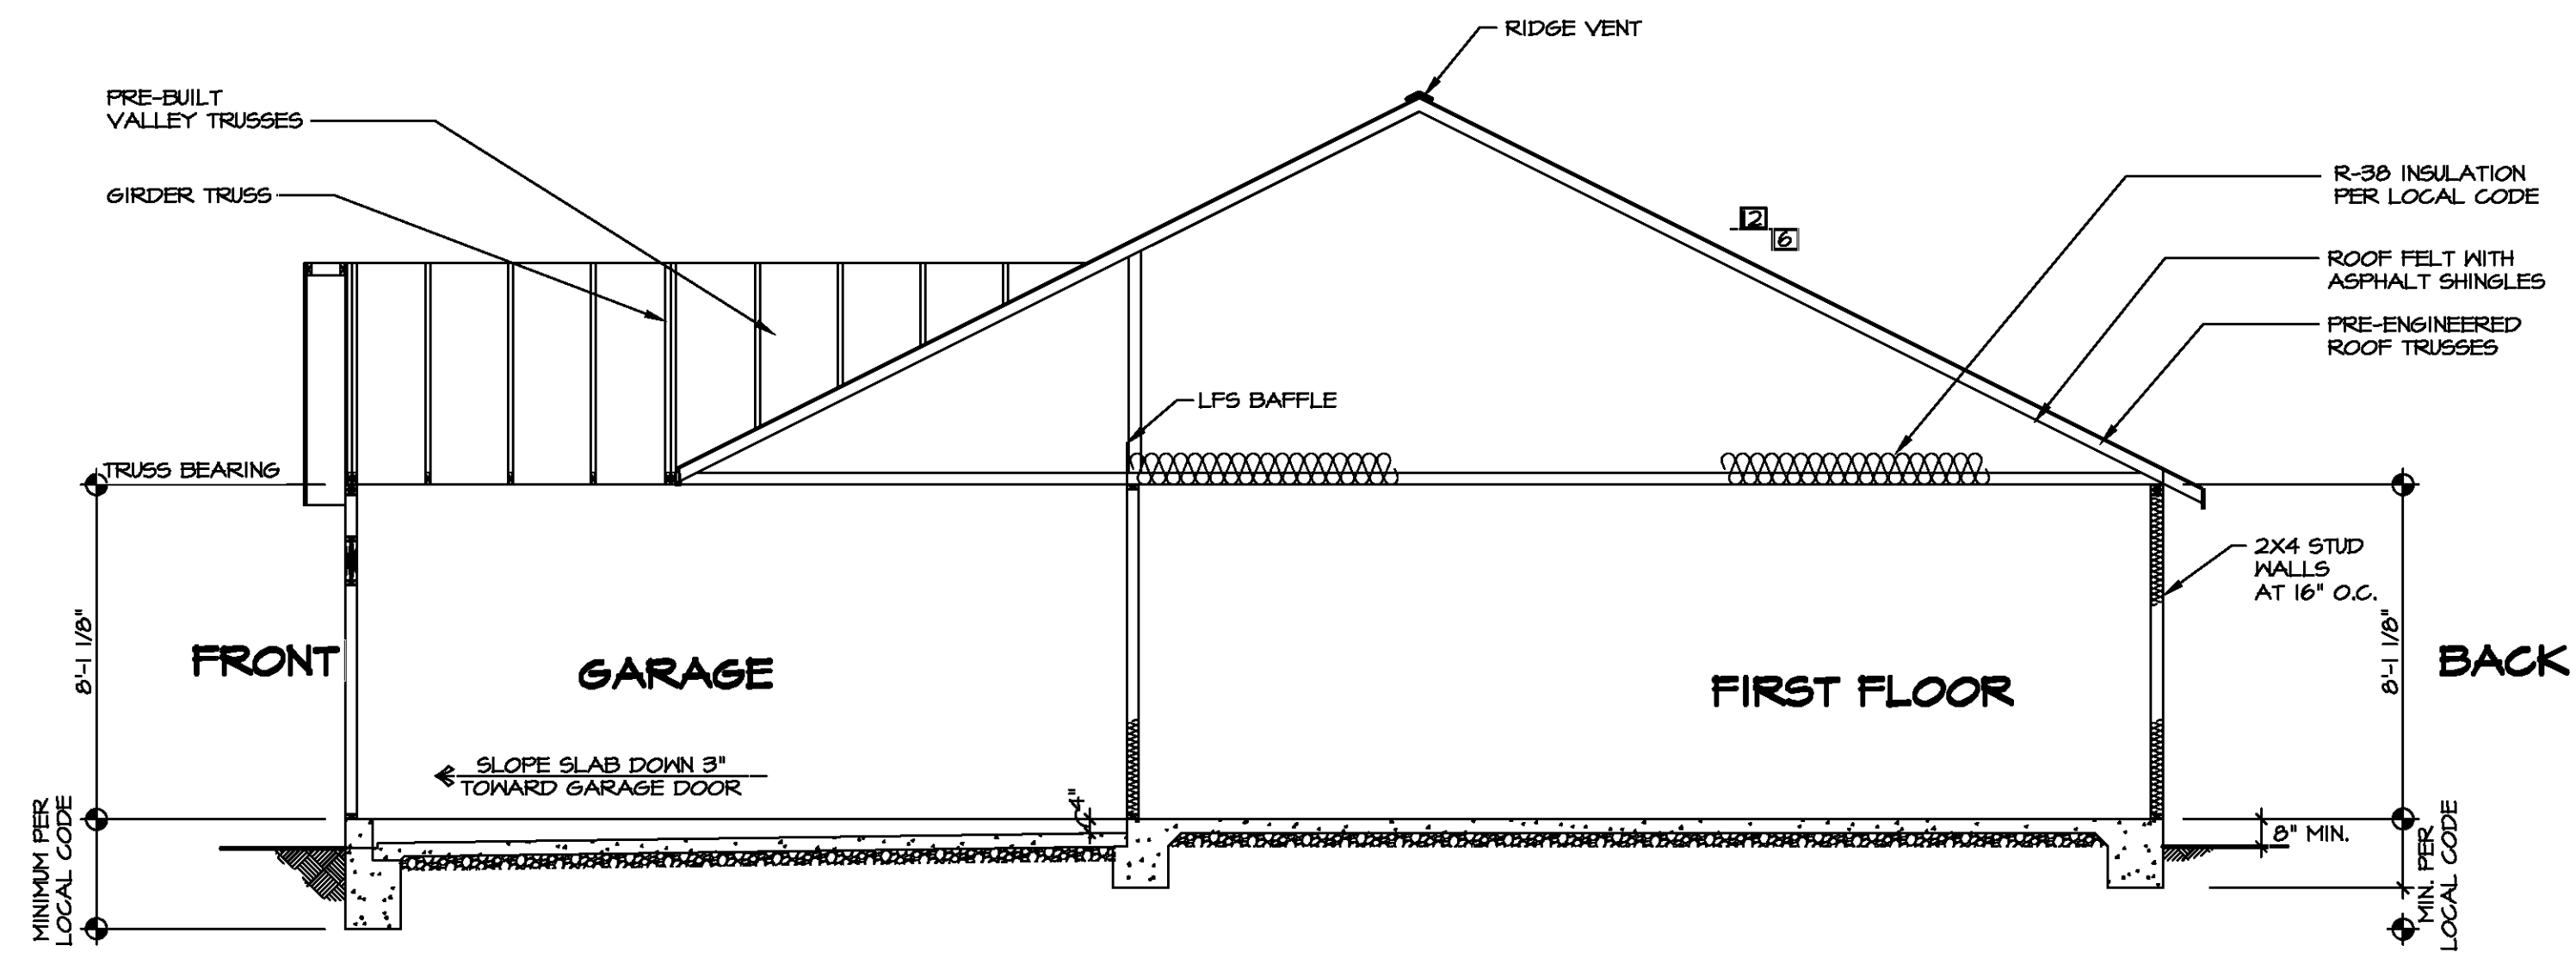 RIDGE VENT
PRE-BUILT
VALLEY TRUSSES
GIRDER TRUSS
R-38 INSULATION
PER LOCAL CODE
12
6
ROOF FELT WITH
ASPHALT SHINGLES
PRE-ENGINEERED
ROOF TRUSSES
LFS BAFFLE
TRUSS BEARING
2X4 STUD
WALLS
AT 16" O.C.
8'-1 1/8"
FRONT
GARAGE
FIRST FLOOR
8'-1 1/8"
BACK
SLOPE SLAB DOWN 3"
TOWARD GARAGE DOOR
4"
8" MIN.
MINIMUM PER
LOCAL CODE
MIN. PER
LOCAL CODE